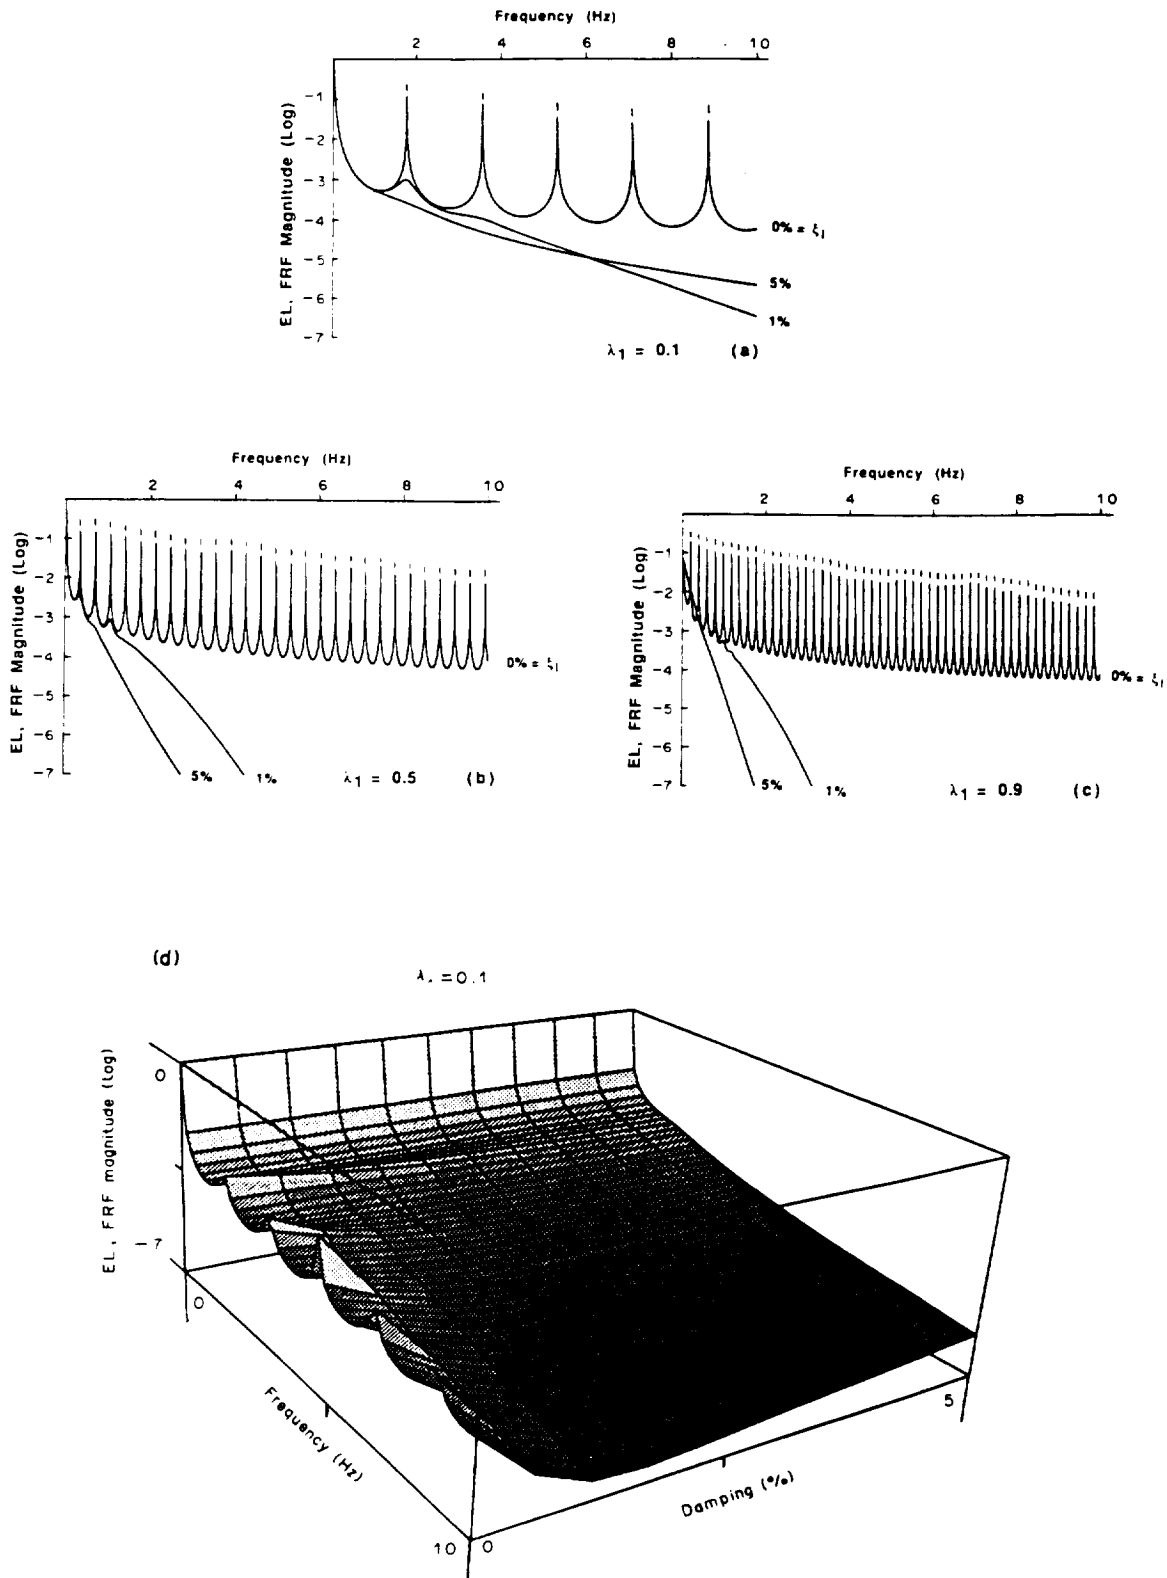 Frequency (Hz)
2 4 6 8 10
EL, FRF Magnitude (Log)
-1
-2
-3
-4
-5
-6
-7
0% = ξ₁
5%
1%
λ₁ = 0.1 (a)
Frequency (Hz)
2 4 6 8 10
EL, FRF Magnitude (Log)
-1
-2
-3
-4
-5
-6
-7
0% = ξ₁
5% 1% λ₁ = 0.5 (b)
Frequency (Hz)
2 4 6 8 10
EL, FRF Magnitude (Log)
-1
-2
-3
-4
-5
-6
-7
0% = ξ₁
5% 1% λ₁ = 0.9 (c)
(d)
λ₁ = 0.1
EL, FRF magnitude (Log)
0
-7
0
Frequency (Hz)
10
0
Damping (%)
5